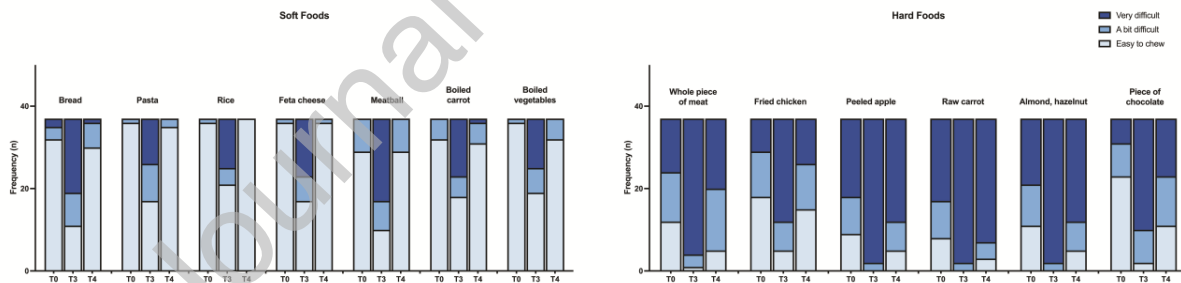 Soft Foods
Hard Foods
Very difficult
A bit difficult
Easy to chew
Journal
Frequency (n)
40
20
0
Bread
Pasta
Rice
Feta cheese
Meatball
Boiled
carrot
Boiled
vegetables
T0 T3 T4 T0 T3 T4 T0 T3 T4 T0 T3 T4 T0 T3 T4 T0 T3 T4 T0 T3 T4
Frequency (n)
40
20
0
Whole piece
of meat
Fried chicken
Peeled apple
Raw carrot
Almond, hazelnut
Piece of
chocolate
T0 T3 T4 T0 T3 T4 T0 T3 T4 T0 T3 T4 T0 T3 T4 T0 T3 T4